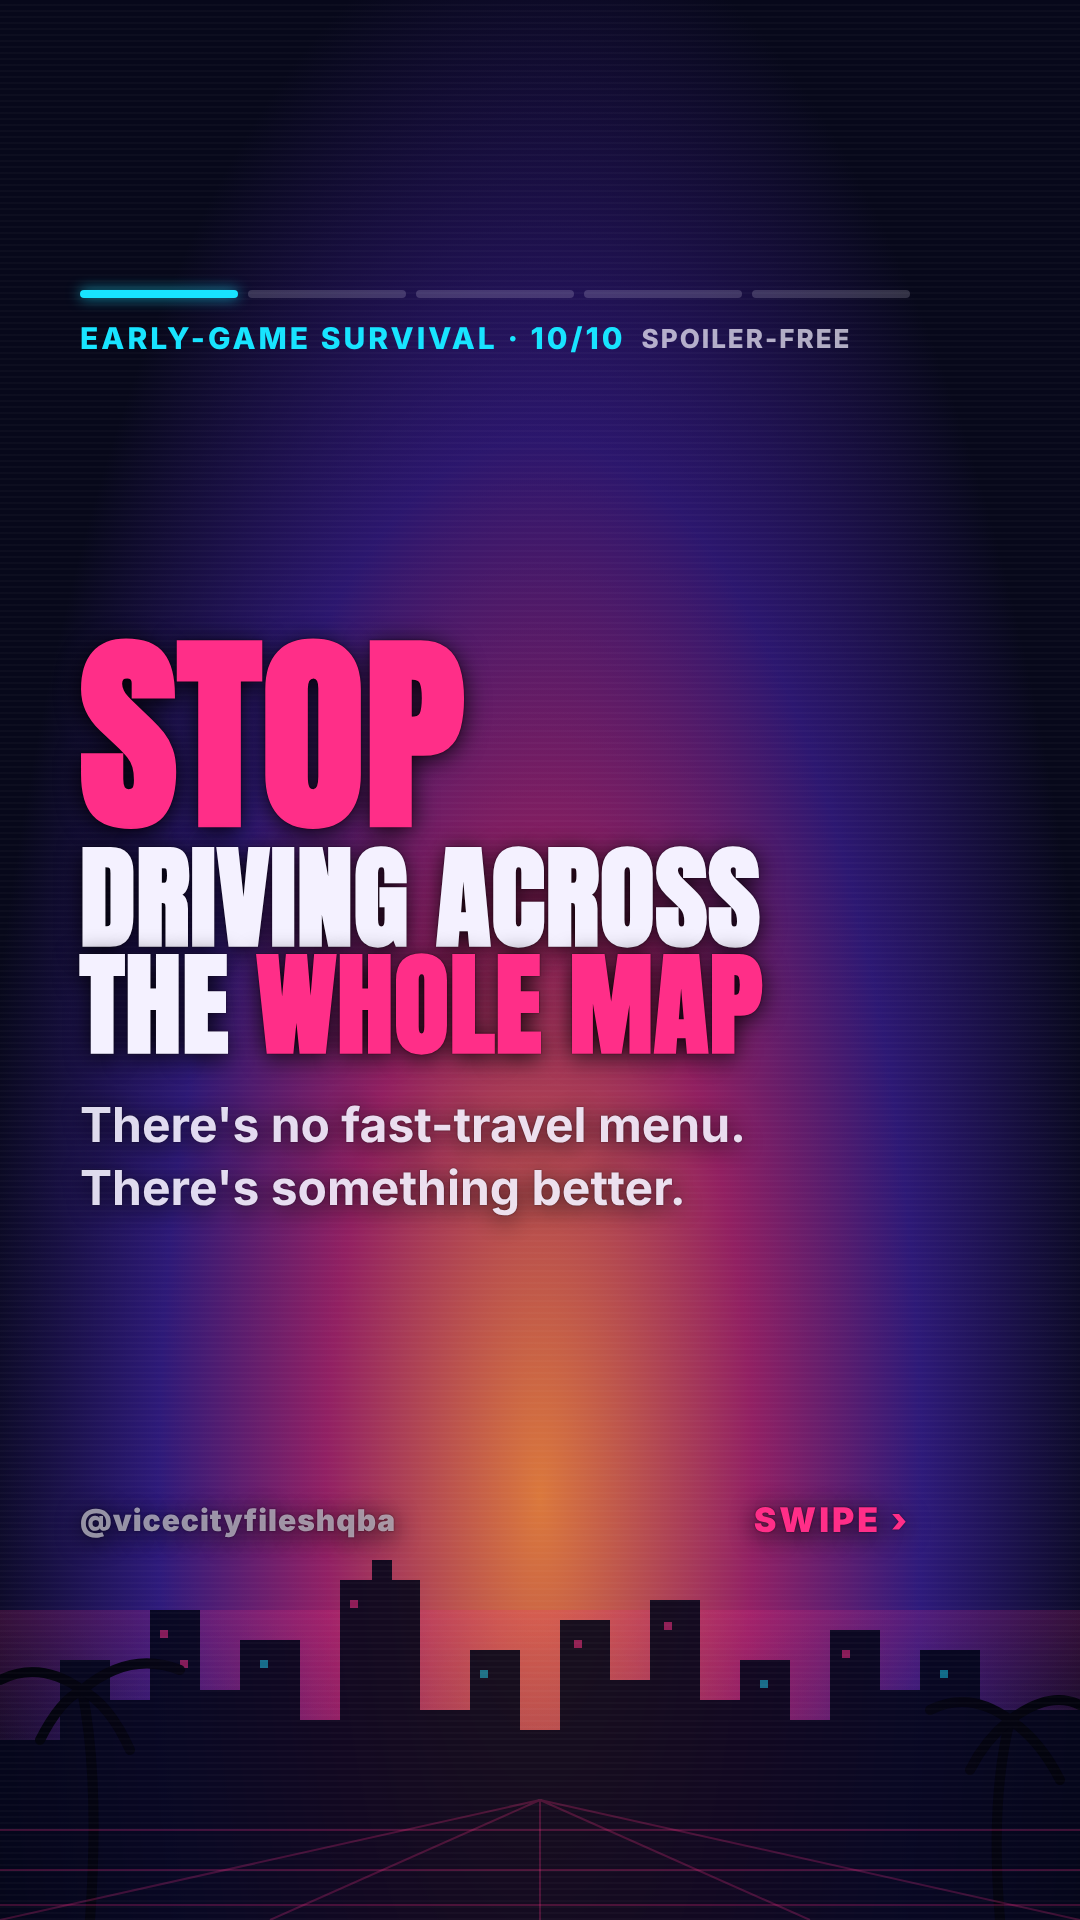 EARLY-GAME SURVIVAL · 10/10 SPOILER-FREE
STOP
DRIVING ACROSS
THE WHOLE MAP
There's no fast-travel menu.
There's something better.
@vicecityfileshqba
SWIPE ›